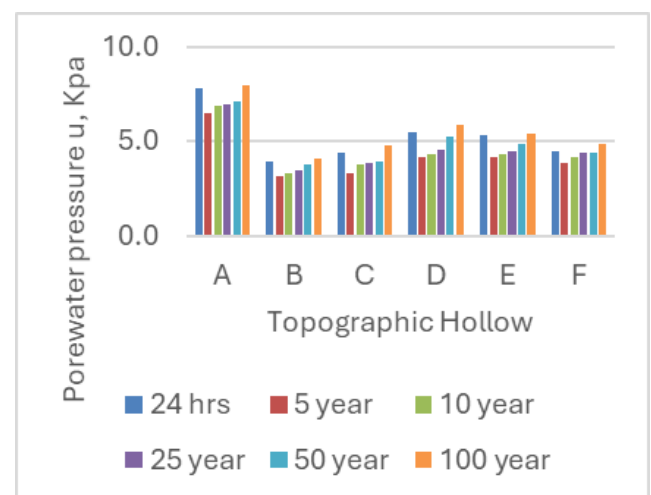 Porewater pressure u, Kpa
10.0
5.0
0.0
A B C D E F
Topographic Hollow
24 hrs 5 year 10 year
25 year 50 year 100 year